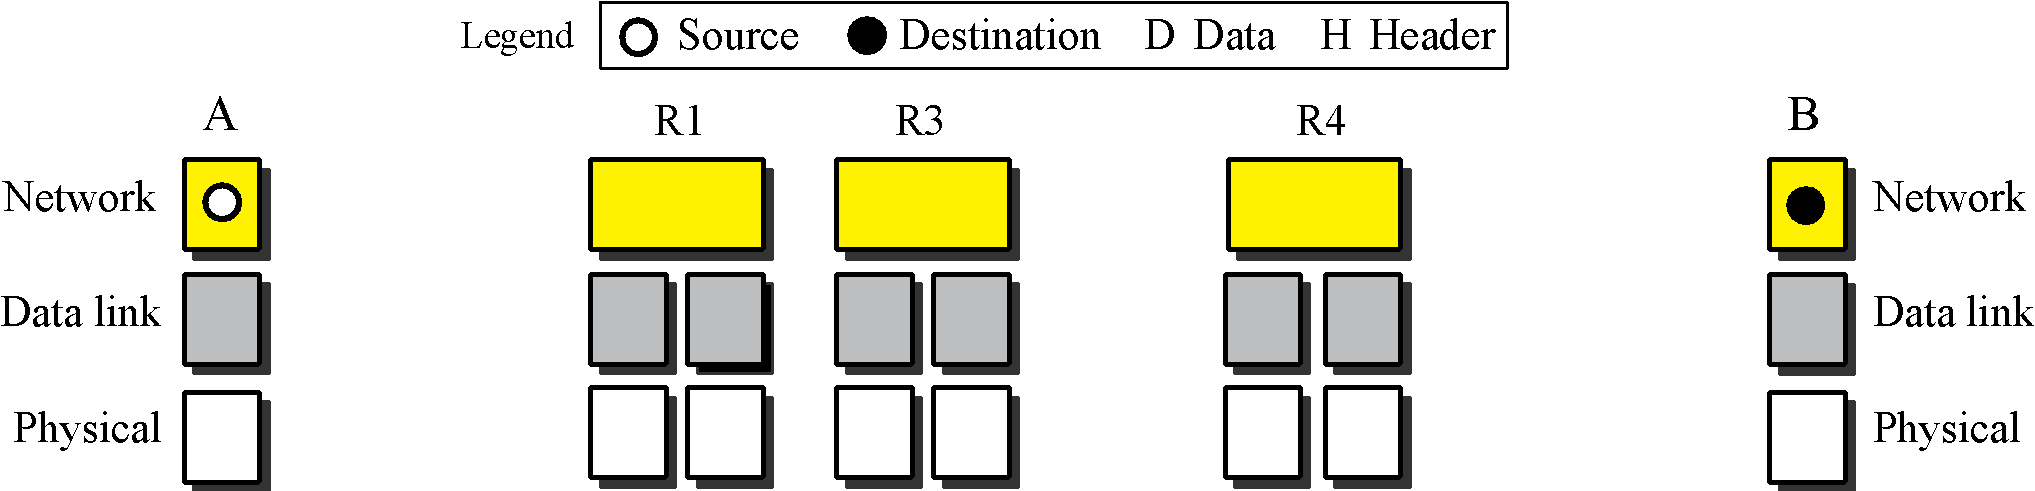 Legend Source Destination D Data H Header
A R1 R3 R4 B
Network Network
Data link Data link
Physical Physical